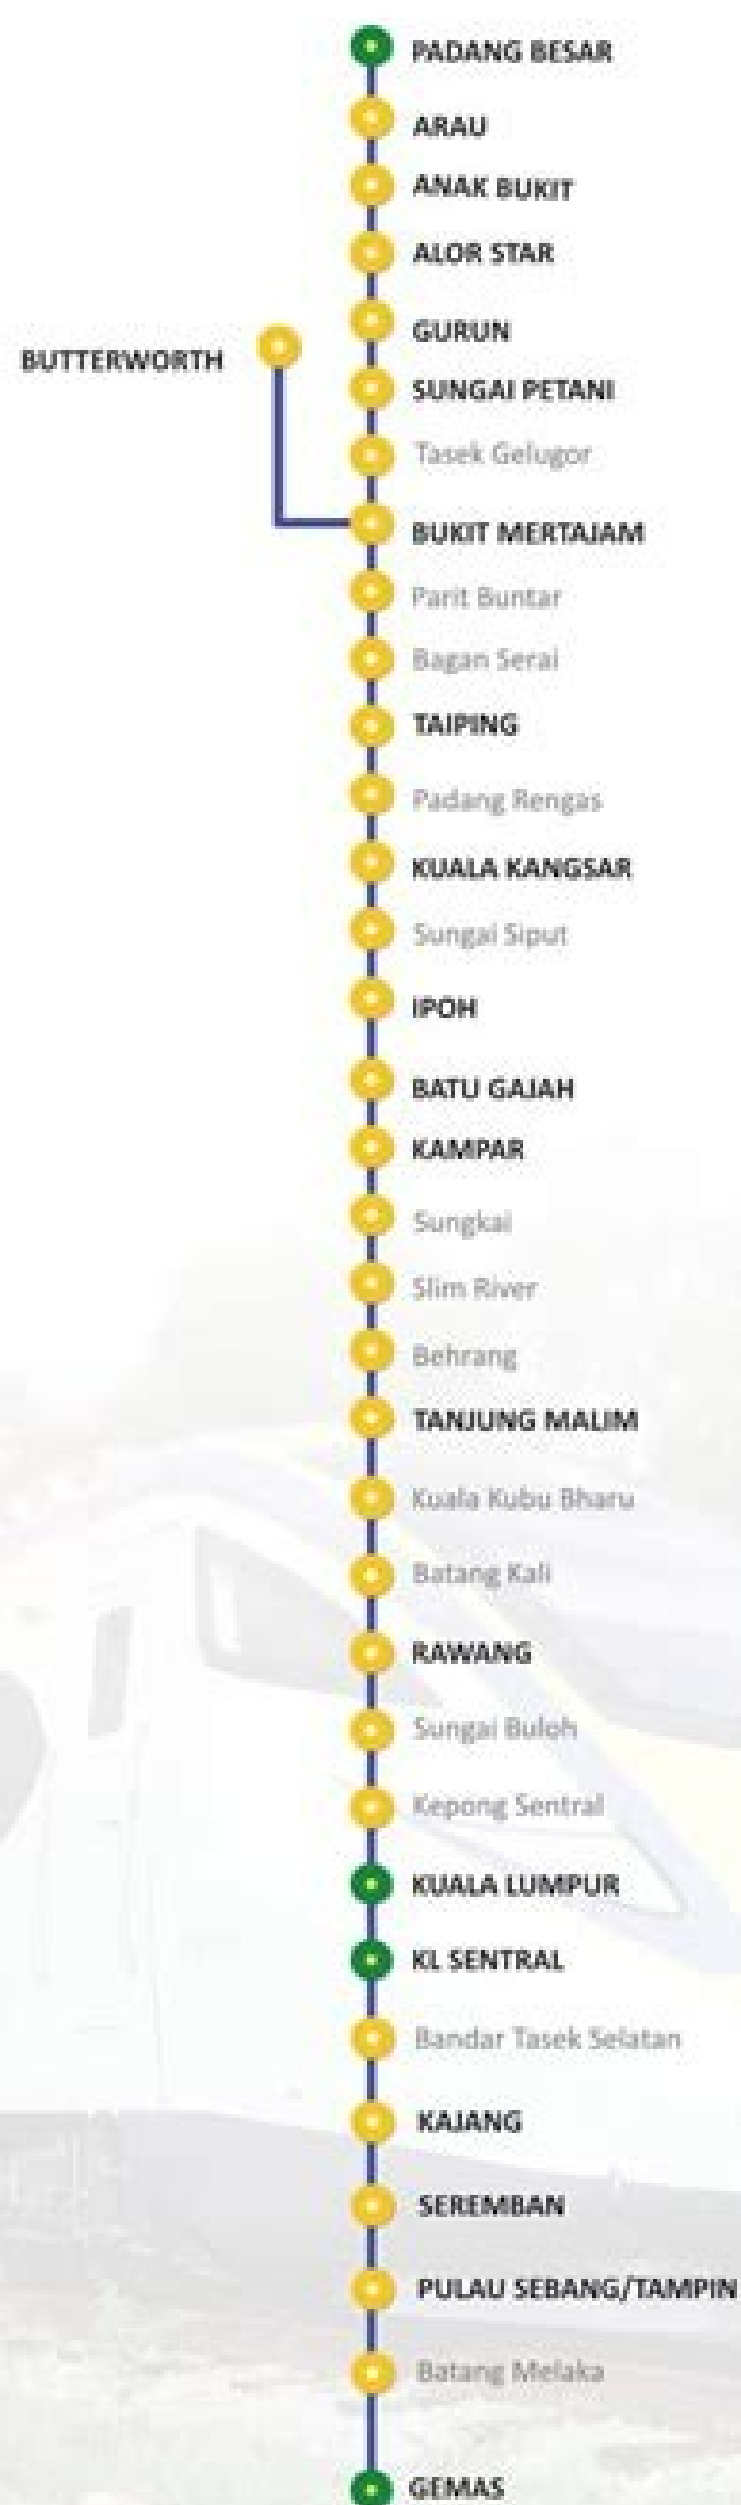 PADANG BESAR
ARAU
ANAK BUKIT
ALOR STAR
GURUN
BUTTERWORTH
SUNGAI PETANI
Tasek Gelugor
BUKIT MERTAJAM
Parit Buntar
Bagan Serai
TAIPING
Padang Rengas
KUALA KANGSAR
Sungai Siput
IPOH
BATU GAJAH
KAMPAR
Sungkai
Slim River
Behrang
TANJUNG MALIM
Kuala Kubu Bharu
Batang Kali
RAWANG
Sungai Buloh
Kepong Sentral
KUALA LUMPUR
KL SENTRAL
Bandar Tasek Selatan
KAJANG
SEREMBAN
PULAU SEBANG/TAMPIN
Batang Melaka
GEMAS